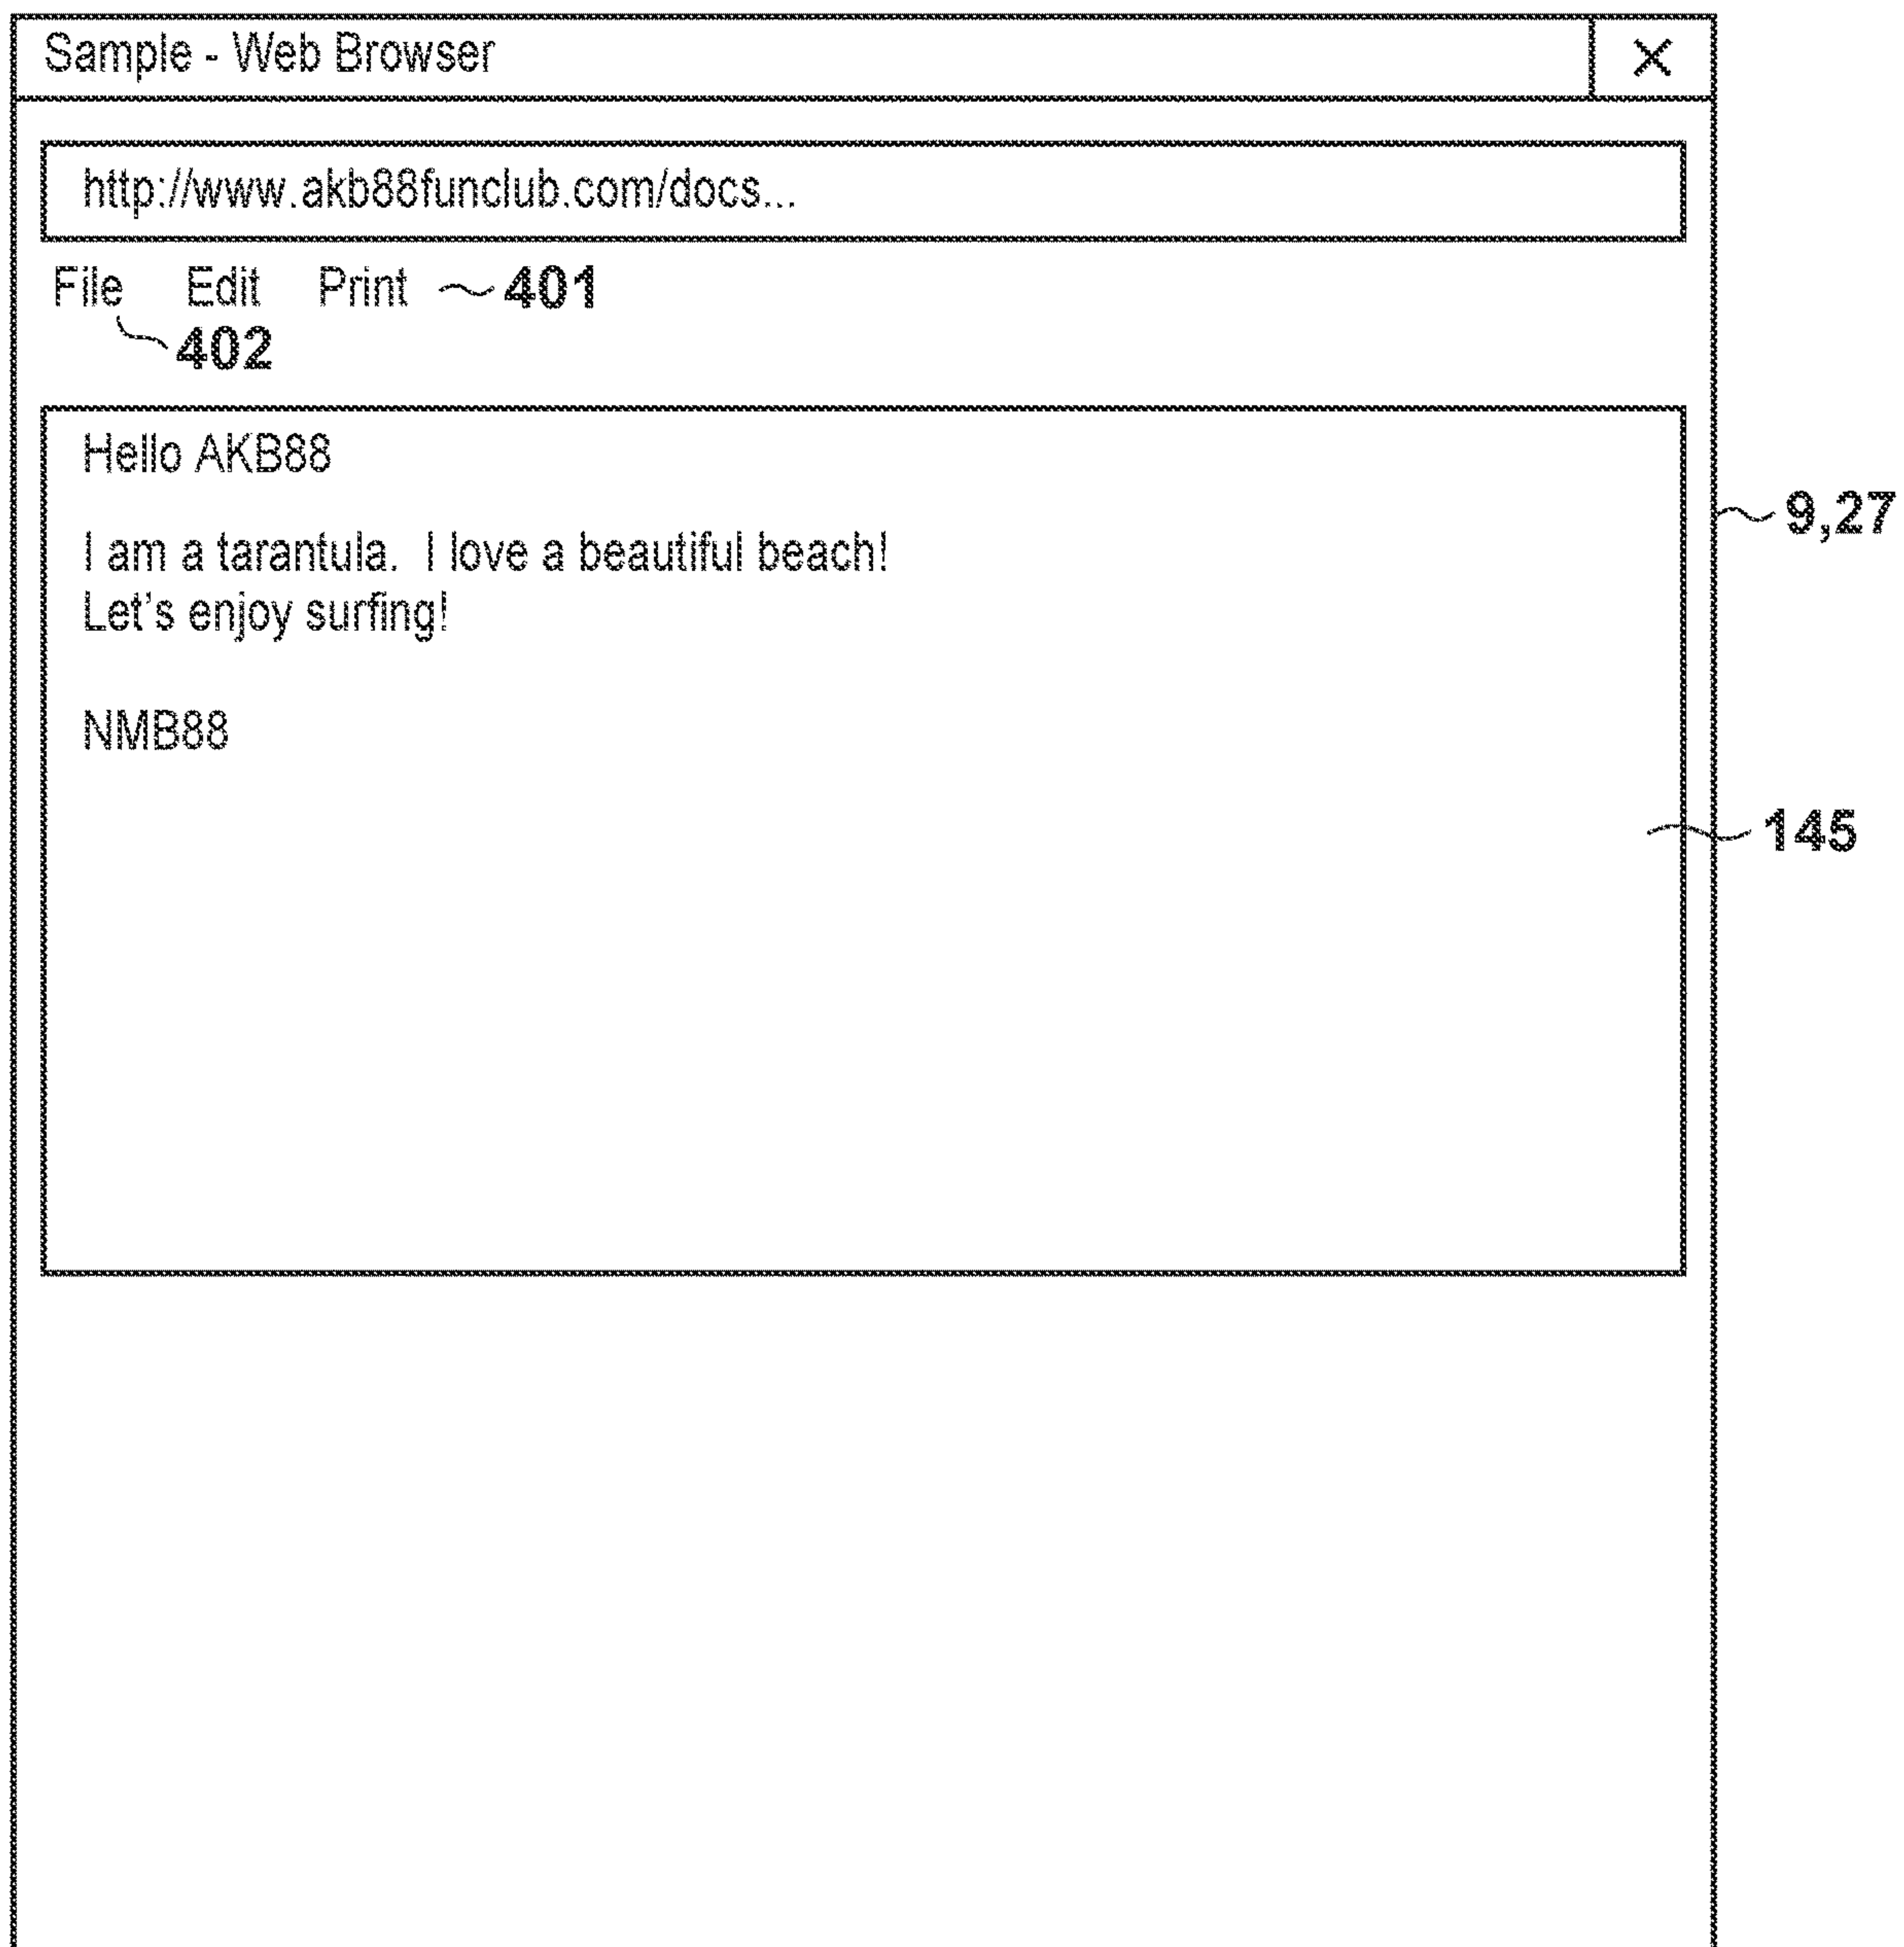 Sample - Web Browser ×
http://www.akb88funclub.com/docs...
File Edit Print 401
402
Hello AKB88
9,27
I am a tarantula. I love a beautiful beach!
Let's enjoy surfing!
NMB88
145